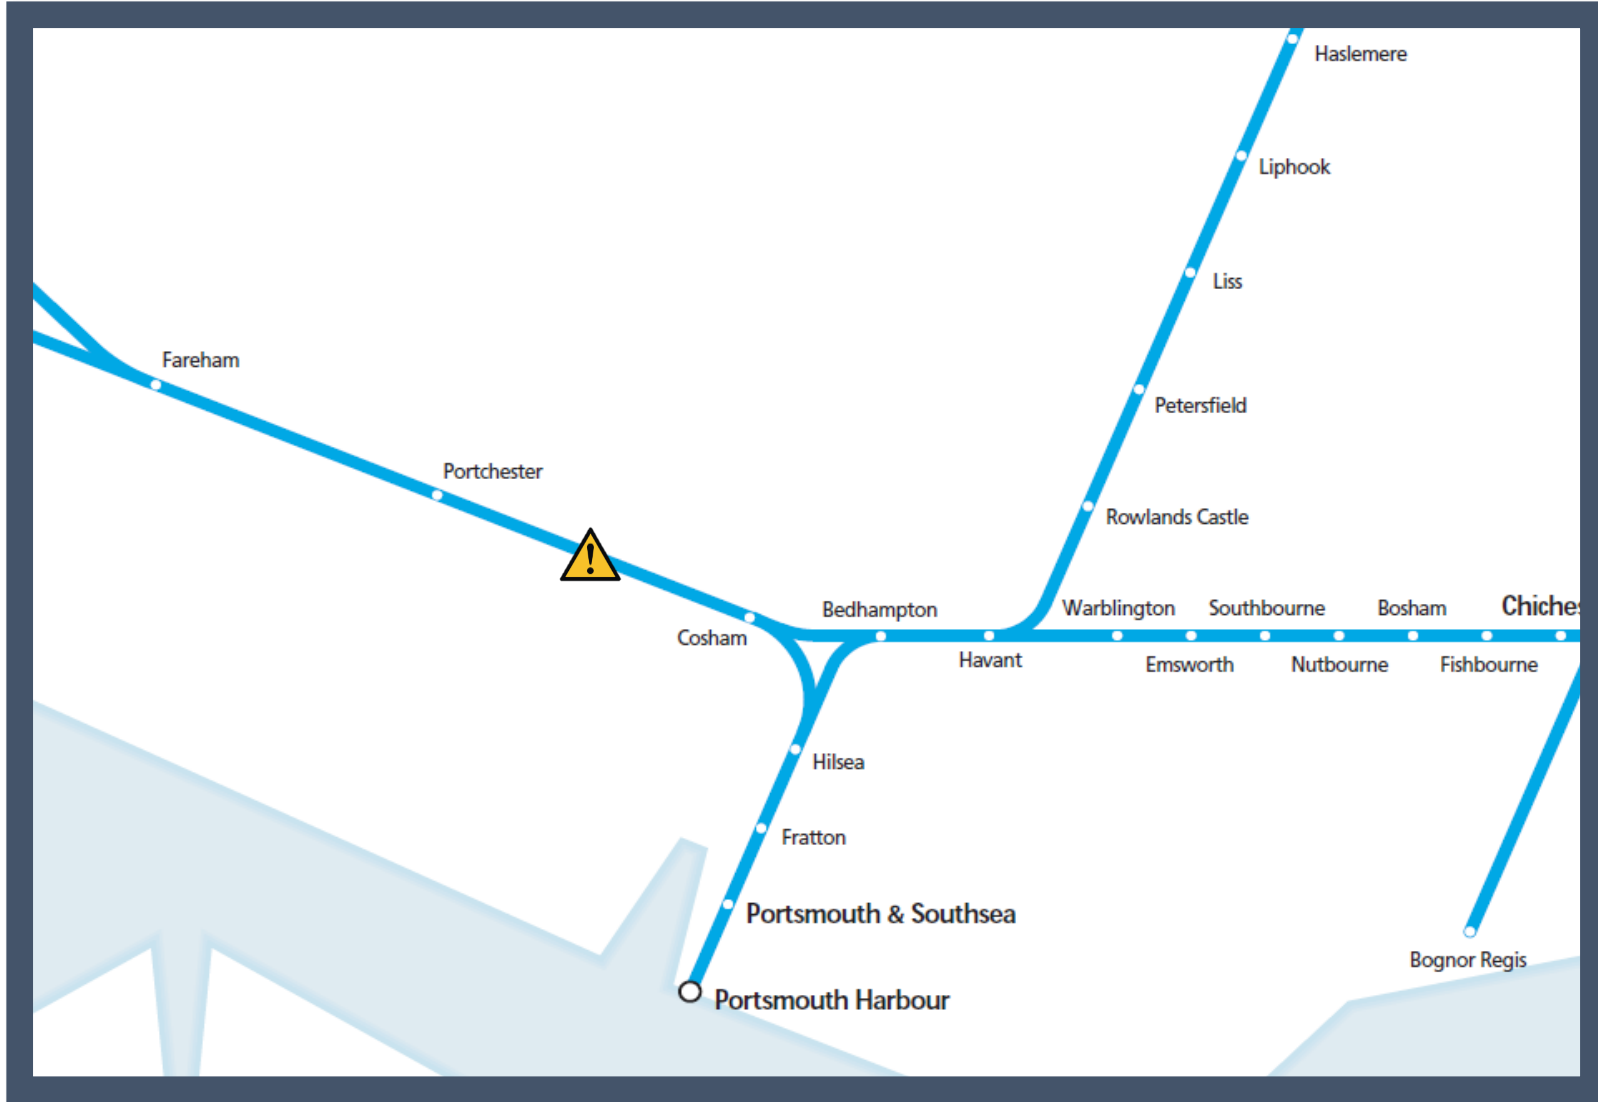 Haslemere
Liphook
Liss
Fareham
Petersfield
Portchester
Rowlands Castle
Bedhampton
Warblington
Southbourne
Bosham
Chiches
Cosham
Havant
Emsworth
Nutbourne
Fishbourne
Hilsea
Fratton
Portsmouth & Southsea
Bognor Regis
Portsmouth Harbour